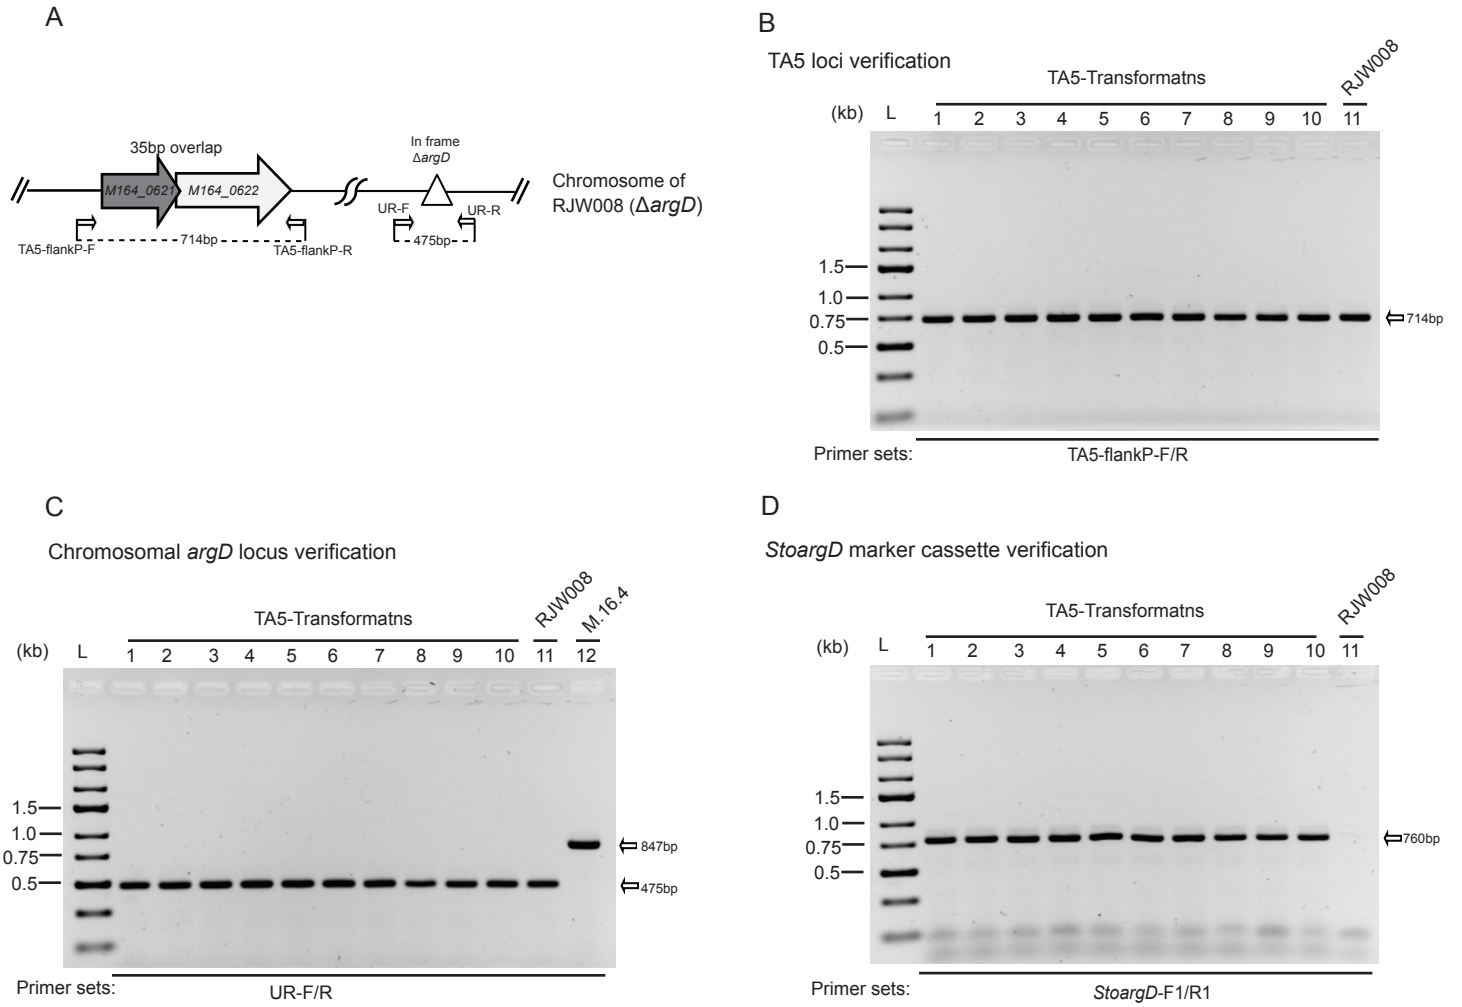 A
35bp overlap
M164_0621
M164_0622
In frame
ΔargD
UR-F
UR-R
475bp
714bp
TA5-flankP-F
TA5-flankP-R
Chromosome of
RJW008 (ΔargD)
B
TA5 loci verification
TA5-Transformatns
RJW008
(kb) L 1 2 3 4 5 6 7 8 9 10 11
1.5
1.0
0.75
0.5
714bp
Primer sets: TA5-flankP-F/R
C
Chromosomal argD locus verification
TA5-Transformatns
RJW008
M.16.4
(kb) L 1 2 3 4 5 6 7 8 9 10 11 12
1.5
1.0
0.75
0.5
847bp
475bp
Primer sets: UR-F/R
D
StoargD marker cassette verification
TA5-Transformatns
RJW008
(kb) L 1 2 3 4 5 6 7 8 9 10 11
1.5
1.0
0.75
0.5
760bp
Primer sets: StoargD-F1/R1